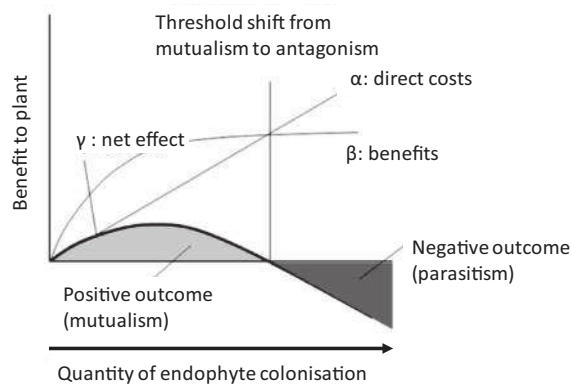 Threshold shift from
mutualism to antagonism
α: direct costs
γ : net effect
β: benefits
Benefit to plant
Negative outcome
(parasitism)
Positive outcome
(mutualism)
Quantity of endophyte colonisation